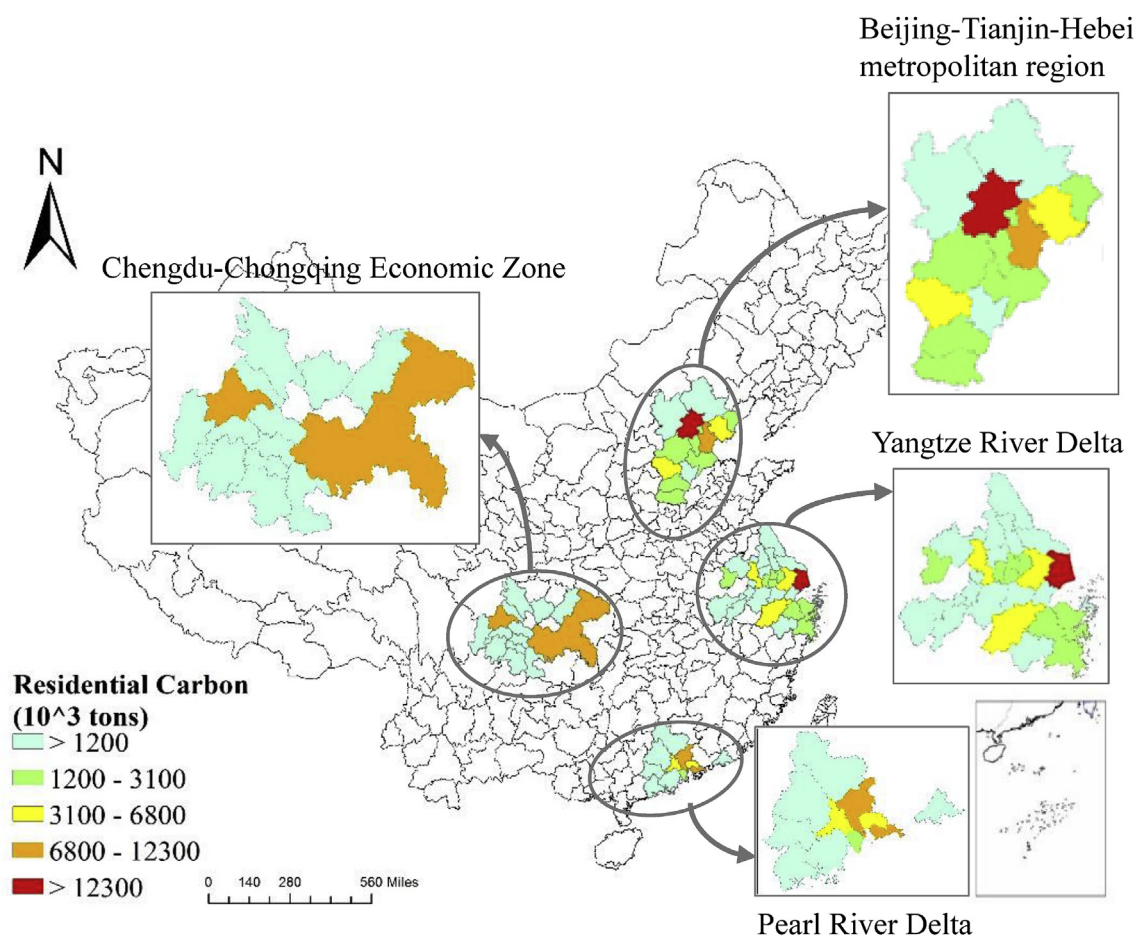 Beijing-Tianjin-Hebei
metropolitan region
N
Chengdu-Chongqing Economic Zone
Yangtze River Delta
Residential Carbon
(10^3 tons)
> 1200
1200 - 3100
3100 - 6800
6800 - 12300
> 12300
0 140 280 560 Miles
Pearl River Delta